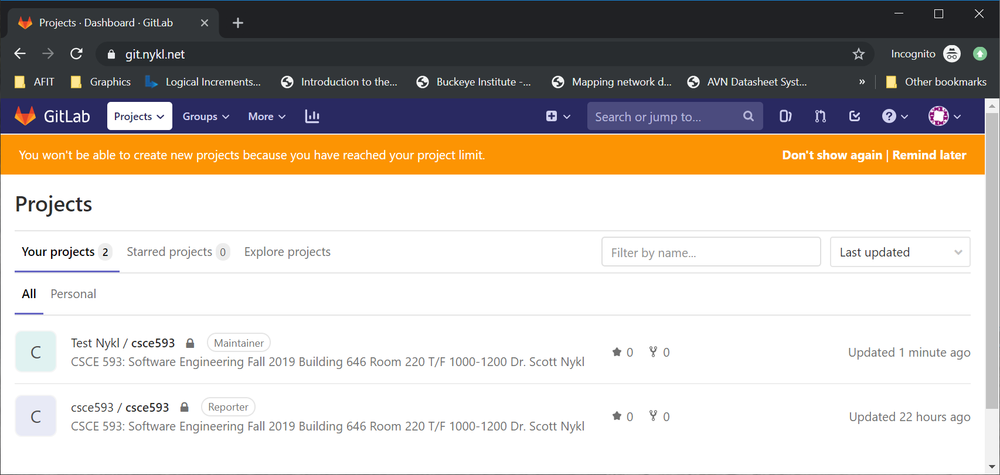 Projects · Dashboard · GitLab
git.nykl.net
Incognito
AFIT
Graphics
Logical Increments...
Introduction to the...
Buckeye Institute -...
Mapping network d...
AVN Datasheet Syst...
»
Other bookmarks
GitLab
Projects
Groups
More
Search or jump to...
You won't be able to create new projects because you have reached your project limit.
Don't show again | Remind later
Projects
Your projects 2
Starred projects 0
Explore projects
Filter by name...
Last updated
All
Personal
C
Test Nykl / csce593
Maintainer
CSCE 593: Software Engineering Fall 2019 Building 646 Room 220 T/F 1000-1200 Dr. Scott Nykl
0
0
Updated 1 minute ago
C
csce593 / csce593
Reporter
CSCE 593: Software Engineering Fall 2019 Building 646 Room 220 T/F 1000-1200 Dr. Scott Nykl
0
0
Updated 22 hours ago